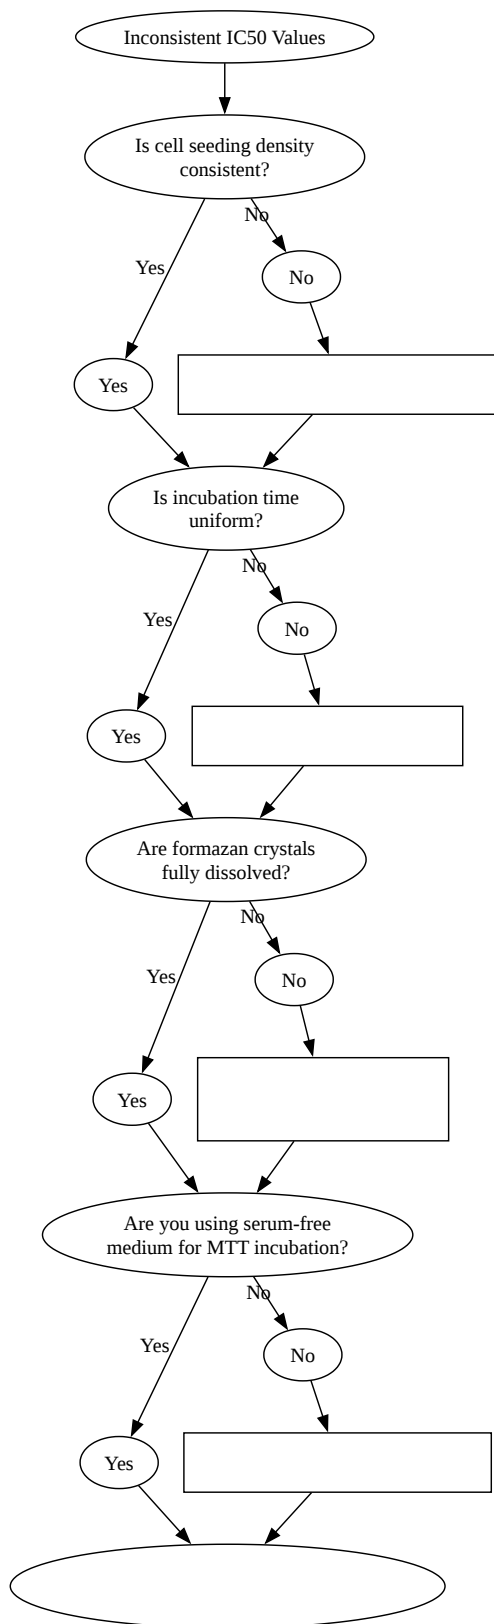 Inconsistent IC50 Values
Is cell seeding density
consistent?
No
Yes
No
Yes
Is incubation time
uniform?
No
Yes
No
Yes
Are formazan crystals
fully dissolved?
No
Yes
No
Yes
Are you using serum-free
medium for MTT incubation?
No
Yes
No
Yes